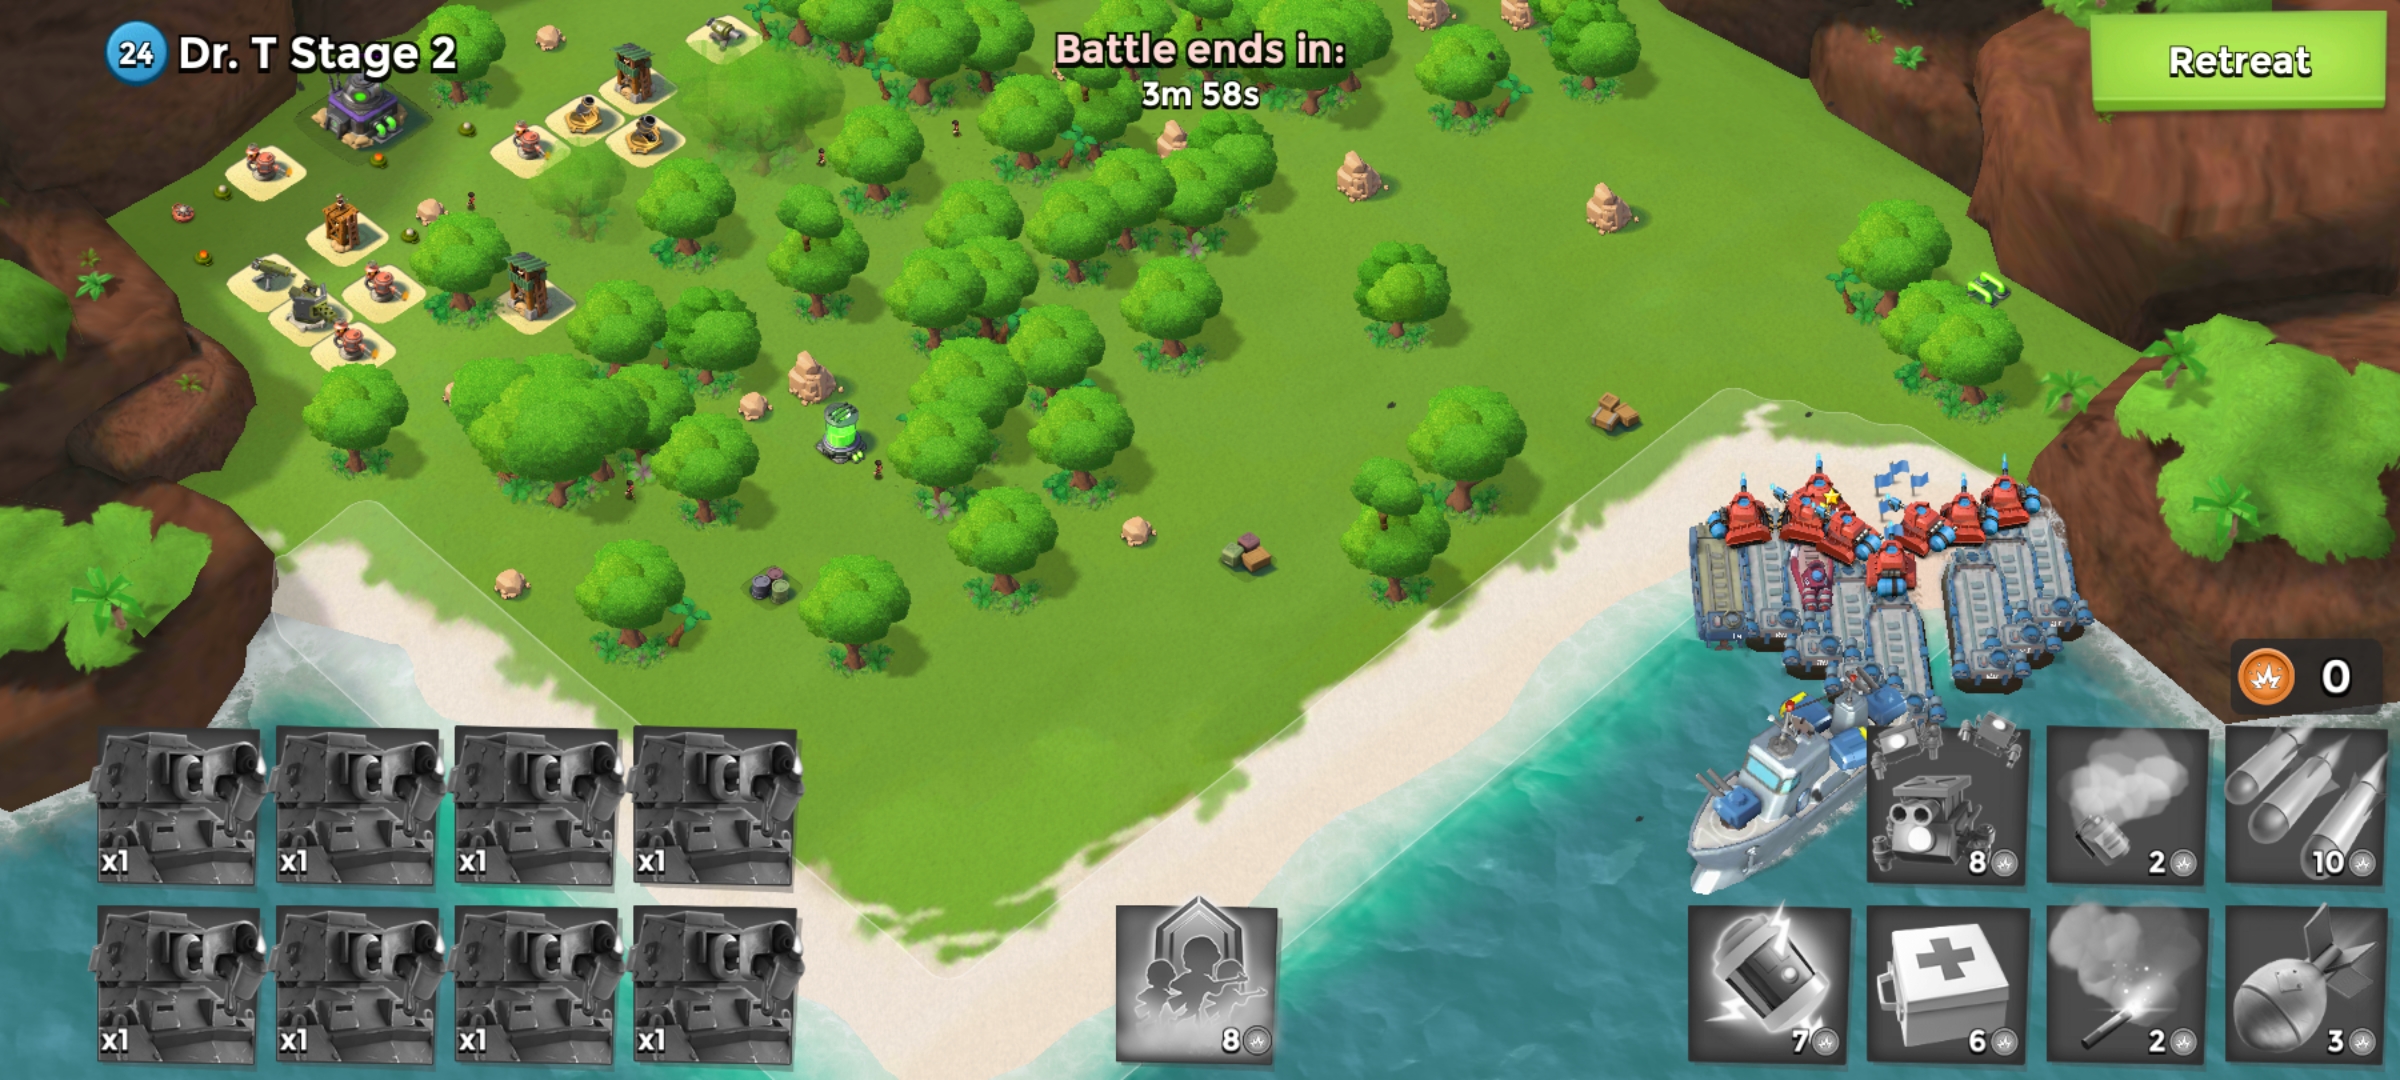 24 Dr. T Stage 2
Battle ends in:
3m 58s
Retreat
0
x1 x1 x1 x1
8 2 10
x1 x1 x1 x1
8
7 6 2 3